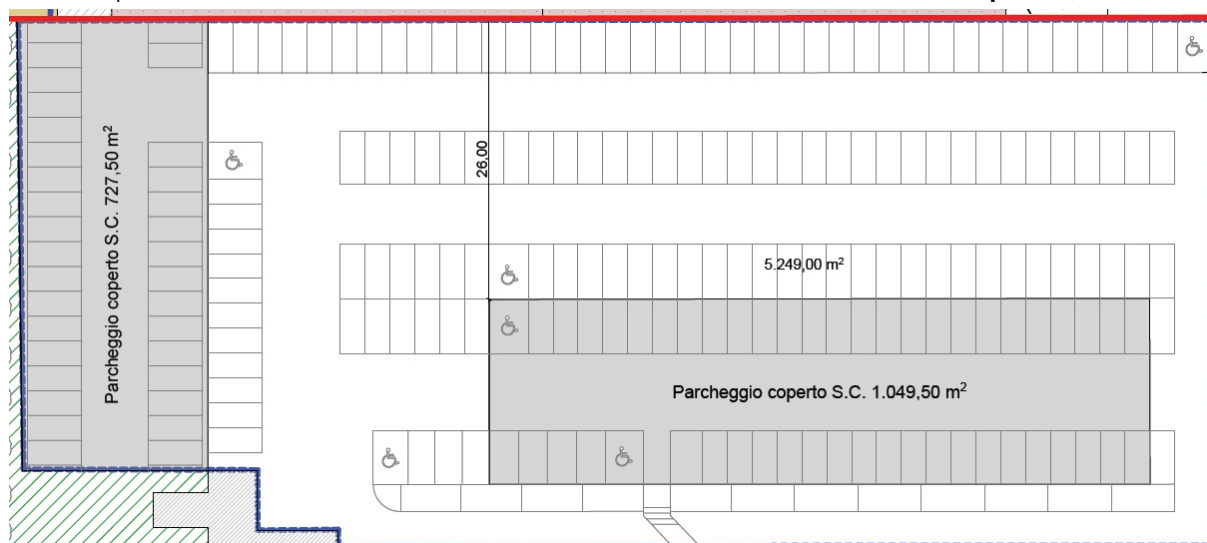 Parcheggio coperto S.C. 727,50 m²
26,00
5.249,00 m²
Parcheggio coperto S.C. 1.049,50 m²